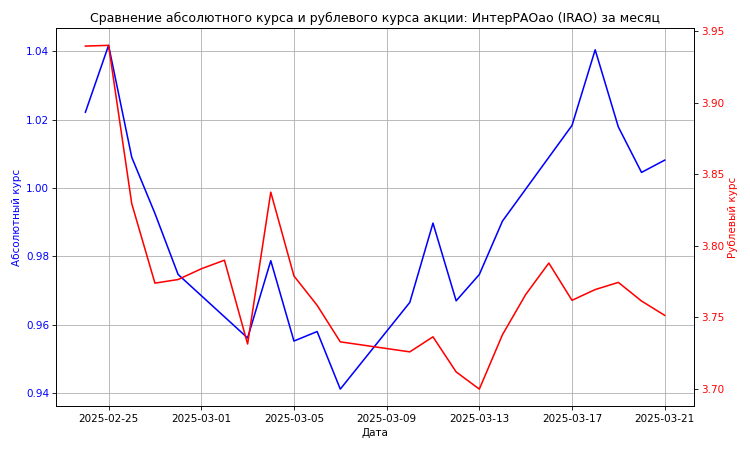 Сравнение абсолютного курса и рублевого курса акции: ИнтерРАОао (IRAO) за месяц
Абсолютный курс
1.04
1.02
1.00
0.98
0.96
0.94
3.95
3.90
3.85
3.80
3.75
3.70
Рублевый курс
2025-02-25 2025-03-01 2025-03-05 2025-03-09 2025-03-13 2025-03-17 2025-03-21
Дата